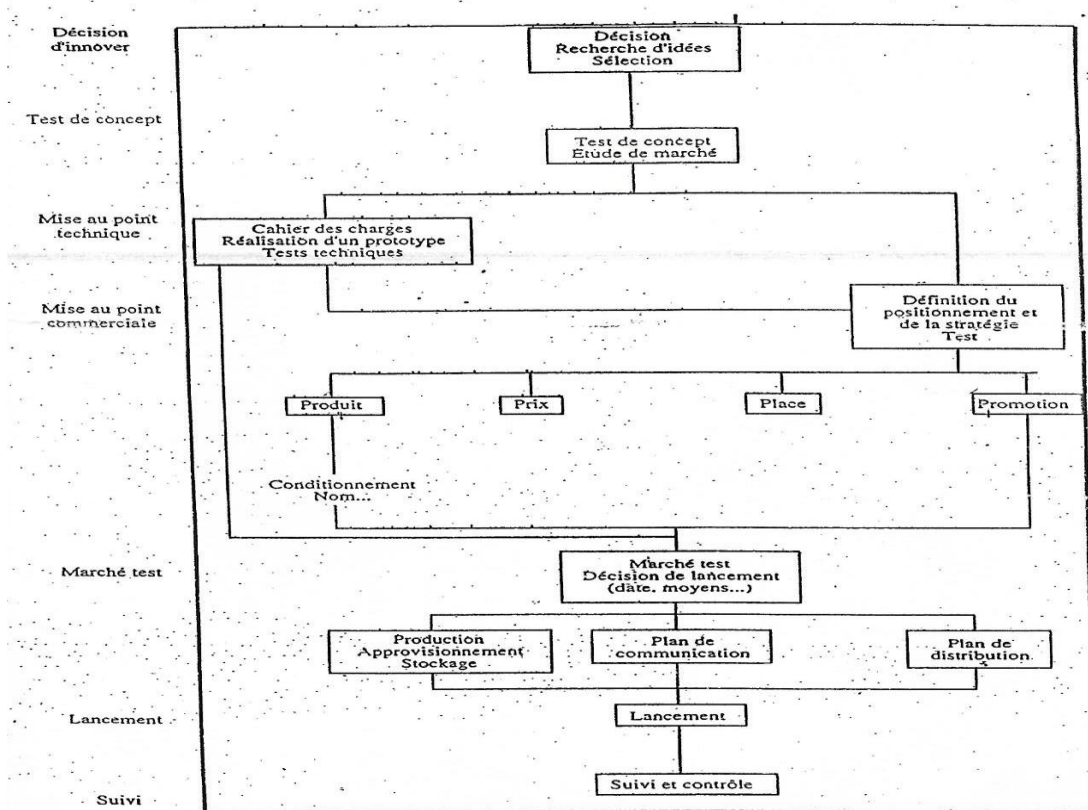 Décision
d'innover
Décision
Recherche d'idées
Sélection
Test de concept
Test de concept
Étude de marché
Mise au point
technique
Cahier des charges
Réalisation d'un prototype
Tests techniques
Mise au point
commerciale
Définition du
positionnement et
de la stratégie
Test
Produit
Prix
Place
Promotion
Conditionnement
Nom...
Marché test
Marché test
Décision de lancement
(date, moyens...)
Production
Approvisionnement
Stockage
Plan de
communication
Plan de
distribution
Lancement
Lancement
Suivi et contrôle
Suivi